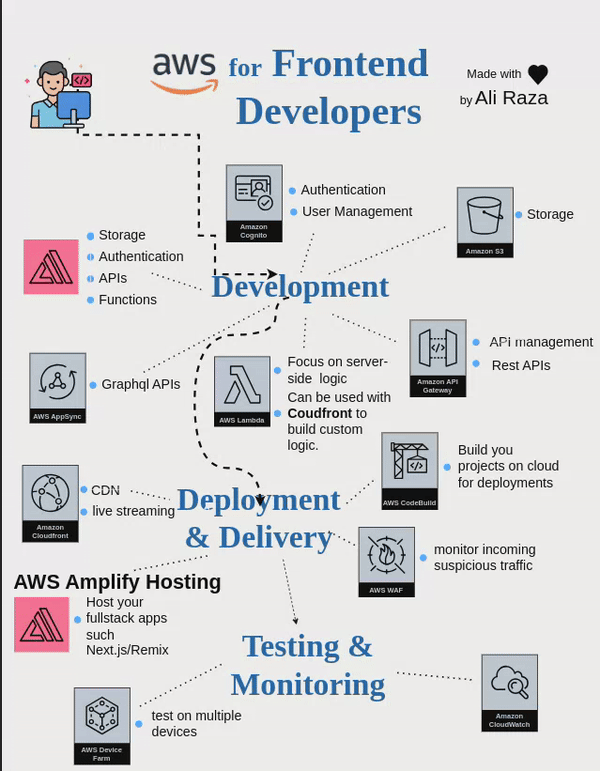 aws for Frontend
Developers
Made with
by Ali Raza
</>
Amazon
Cognito
Authentication
User Management
Amazon S3
Storage
Storage
Authentication
APIs
Functions
Development
AWS AppSync
Graphql APIs
AWS Lambda
Focus on server-
side logic
Can be used with
Coudfront to
build custom
logic.
</>
Amazon API
Gateway
API management
Rest APIs
</>
AWS CodeBuild
Build you
projects on cloud
for deployments
Amazon
Cloudfront
CDN
live streaming
Deployment
& Delivery
AWS WAF
monitor incoming
suspicious traffic
AWS Amplify Hosting
Host your
fullstack apps
such
Next.js/Remix
Testing &
Monitoring
AWS Device
Farm
test on multiple
devices
Amazon
CloudWatch